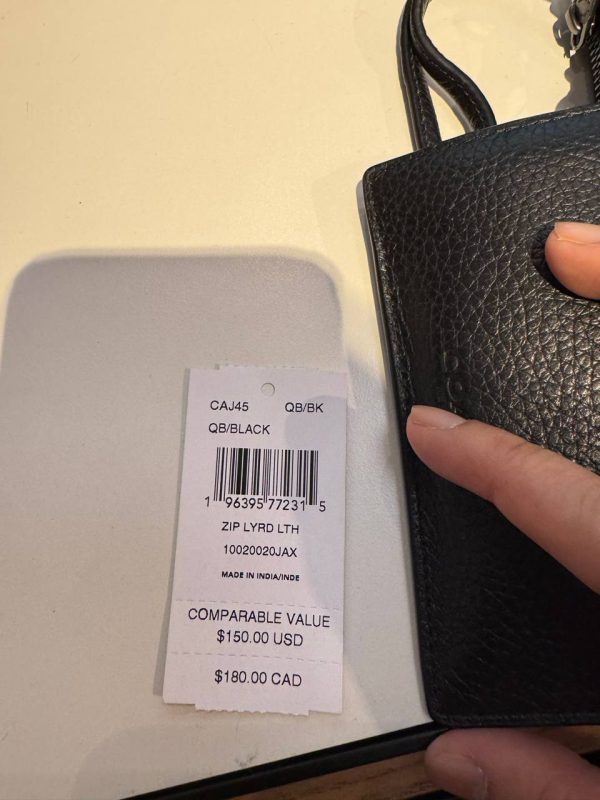 CAJ45 QB/BK
QB/BLACK
1 96395 77231 5
ZIP LYRD LTH
10020020JAX
MADE IN INDIA/INDE
COMPARABLE VALUE
$150.00 USD
$180.00 CAD